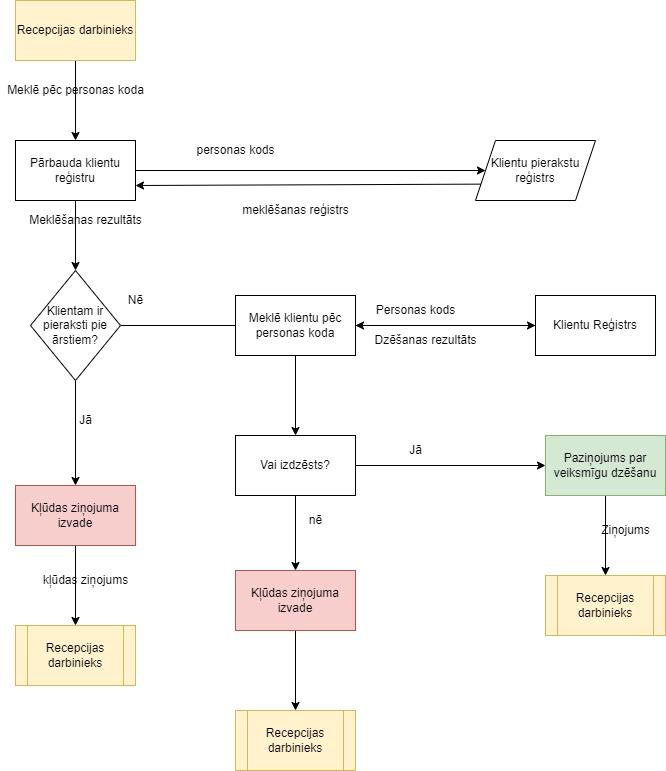 Recepcijas darbinieks
Meklē pēc personas koda
Pārbauda klientu
reģistru
personas kods
Klientu pierakstu
reģistrs
meklēšanas reģistrs
Meklēšanas rezultāts
Klientam ir
pieraksti pie
ārstiem?
Nē
Meklē klientu pēc
personas koda
Personas kods
Dzēšanas rezultāts
Klientu Reģistrs
Jā
Vai izdzēsts?
Jā
Paziņojums par
veiksmīgu dzēšanu
Kļūdas ziņojuma
izvade
nē
Ziņojums
kļūdas ziņojums
Kļūdas ziņojuma
izvade
Recepcijas
darbinieks
Recepcijas
darbinieks
Recepcijas
darbinieks